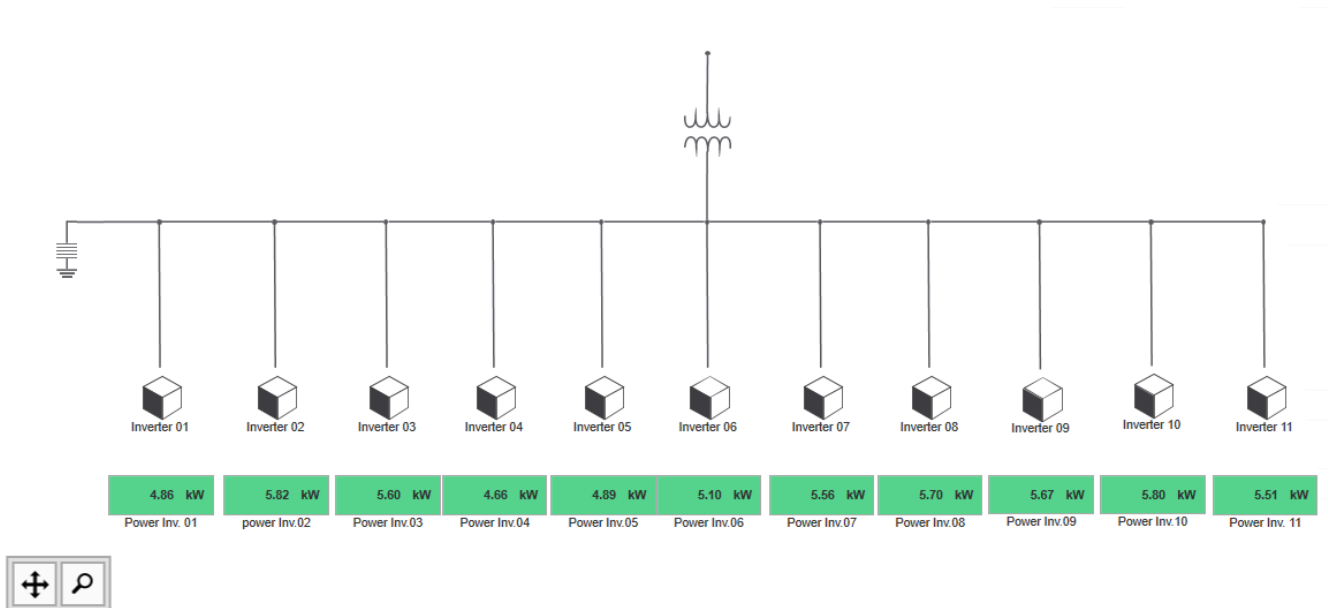 Inverter 01 Inverter 02 Inverter 03 Inverter 04 Inverter 05 Inverter 06 Inverter 07 Inverter 08 Inverter 09 Inverter 10 Inverter 11
4.86 kW 5.82 kW 5.60 kW 4.66 kW 4.89 kW 5.10 kW 5.56 kW 5.70 kW 5.67 kW 5.80 kW 5.51 kW
Power Inv. 01 power Inv.02 Power Inv.03 Power Inv.04 Power Inv.05 Power Inv.06 Power Inv.07 Power Inv.08 Power Inv.09 Power Inv.10 Power Inv. 11